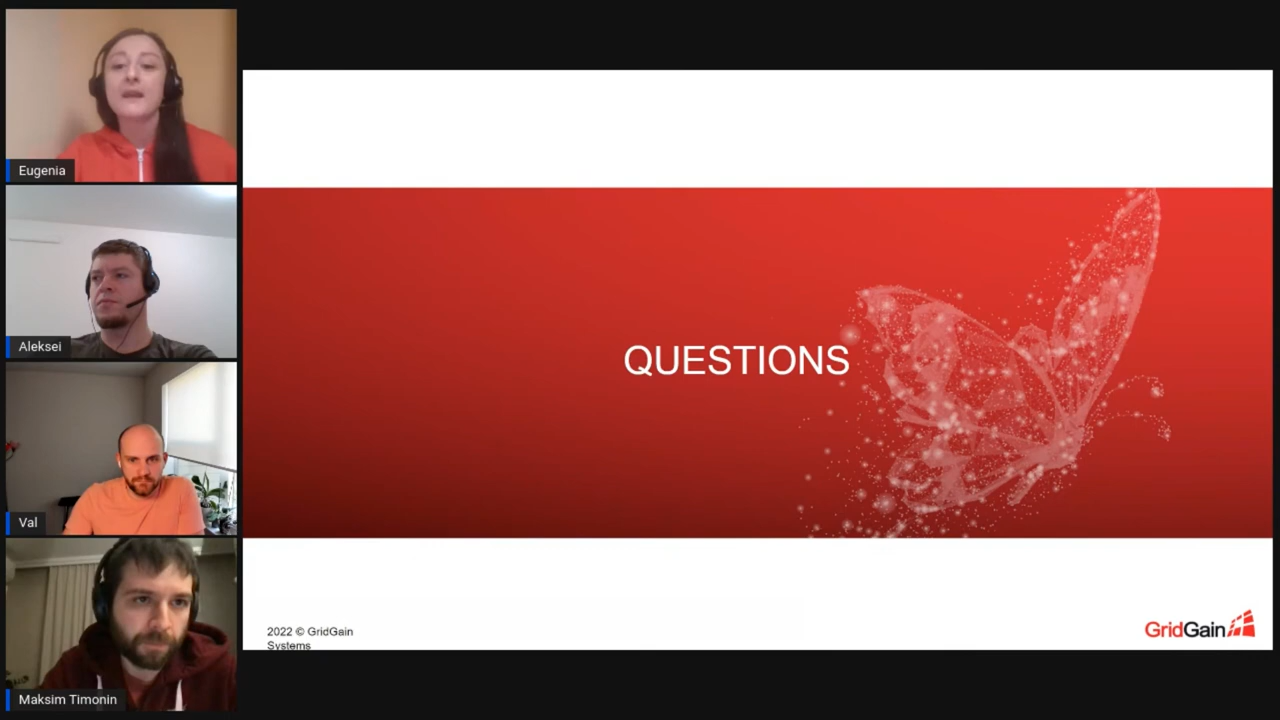 Eugenia
Aleksei
Val
Maksim Timonin
QUESTIONS
2022 © GridGain
Systems
GridGain